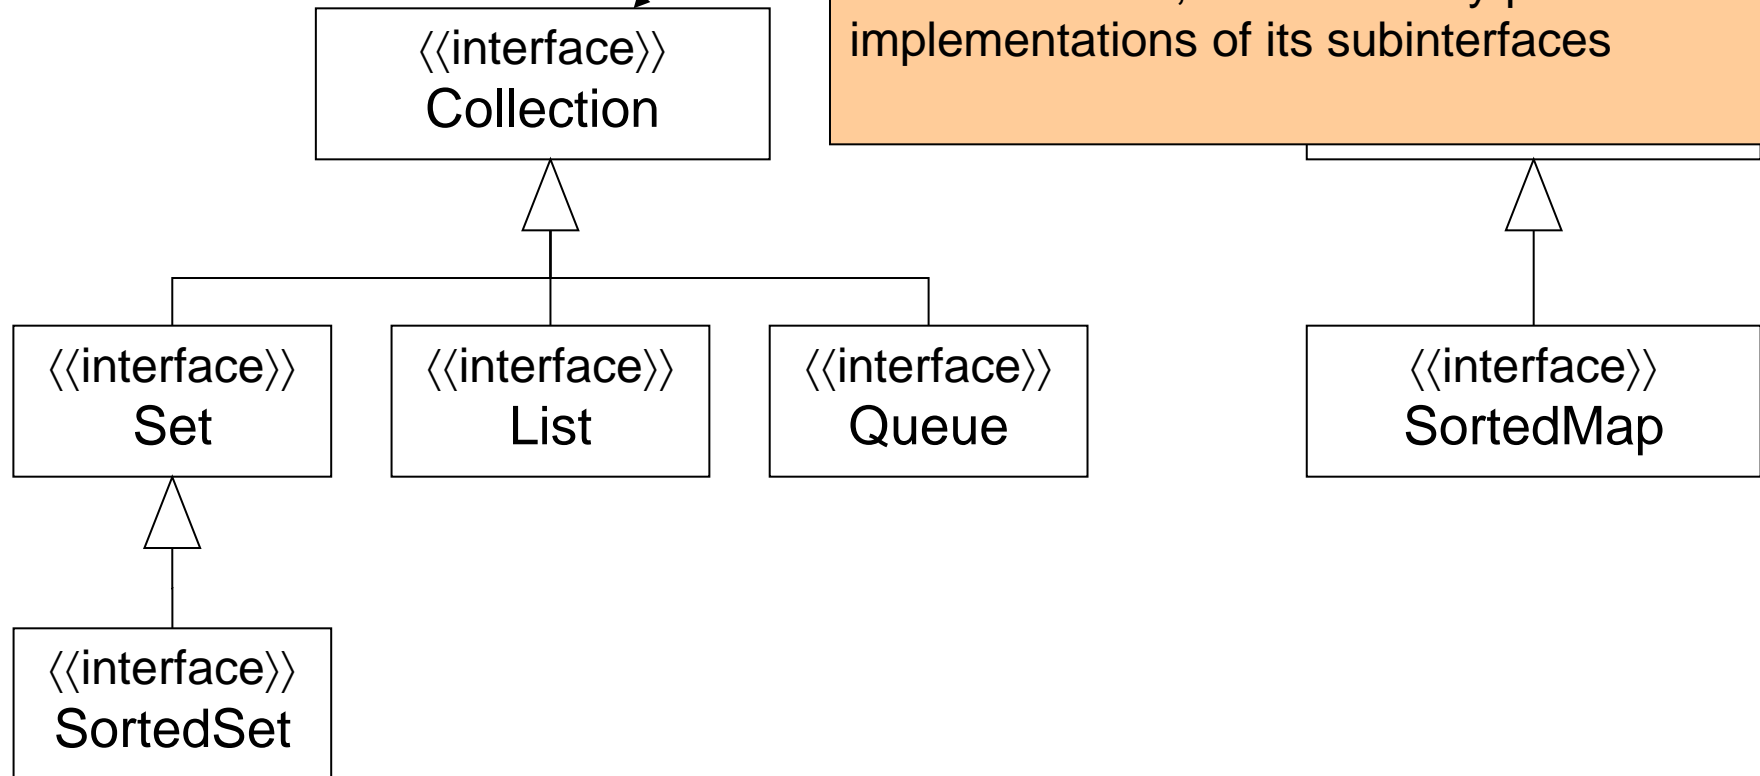 implementations of its subinterfaces
⟨⟨interface⟩⟩
Collection
⟨⟨interface⟩⟩
Set
⟨⟨interface⟩⟩
List
⟨⟨interface⟩⟩
Queue
⟨⟨interface⟩⟩
SortedMap
⟨⟨interface⟩⟩
SortedSet